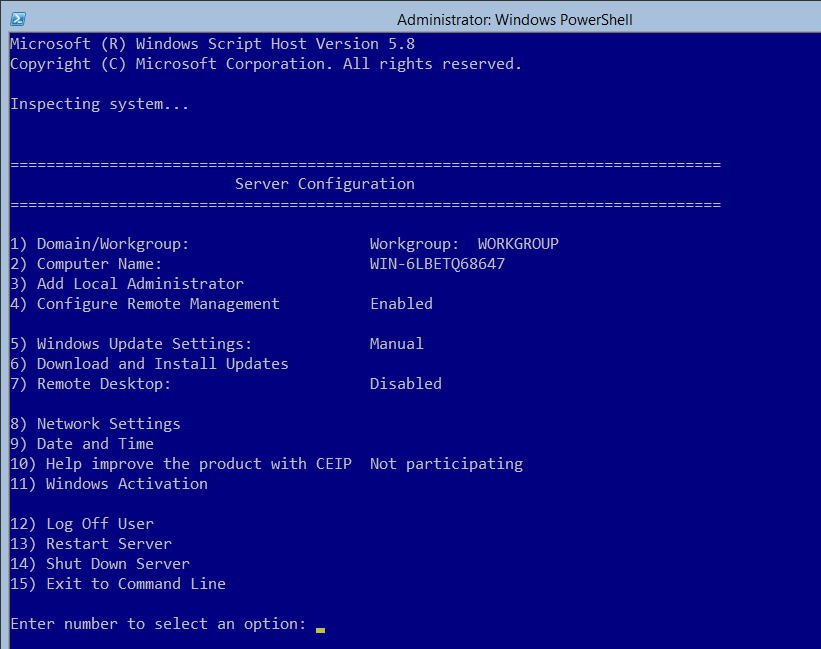 Administrator: Windows PowerShell
Microsoft (R) Windows Script Host Version 5.8
Copyright (C) Microsoft Corporation. All rights reserved.
Inspecting system...
===============================================================================
Server Configuration
===============================================================================
1) Domain/Workgroup: Workgroup: WORKGROUP
2) Computer Name: WIN-6LBETQ68647
3) Add Local Administrator
4) Configure Remote Management Enabled
5) Windows Update Settings: Manual
6) Download and Install Updates
7) Remote Desktop: Disabled
8) Network Settings
9) Date and Time
10) Help improve the product with CEIP Not participating
11) Windows Activation
12) Log Off User
13) Restart Server
14) Shut Down Server
15) Exit to Command Line
Enter number to select an option: